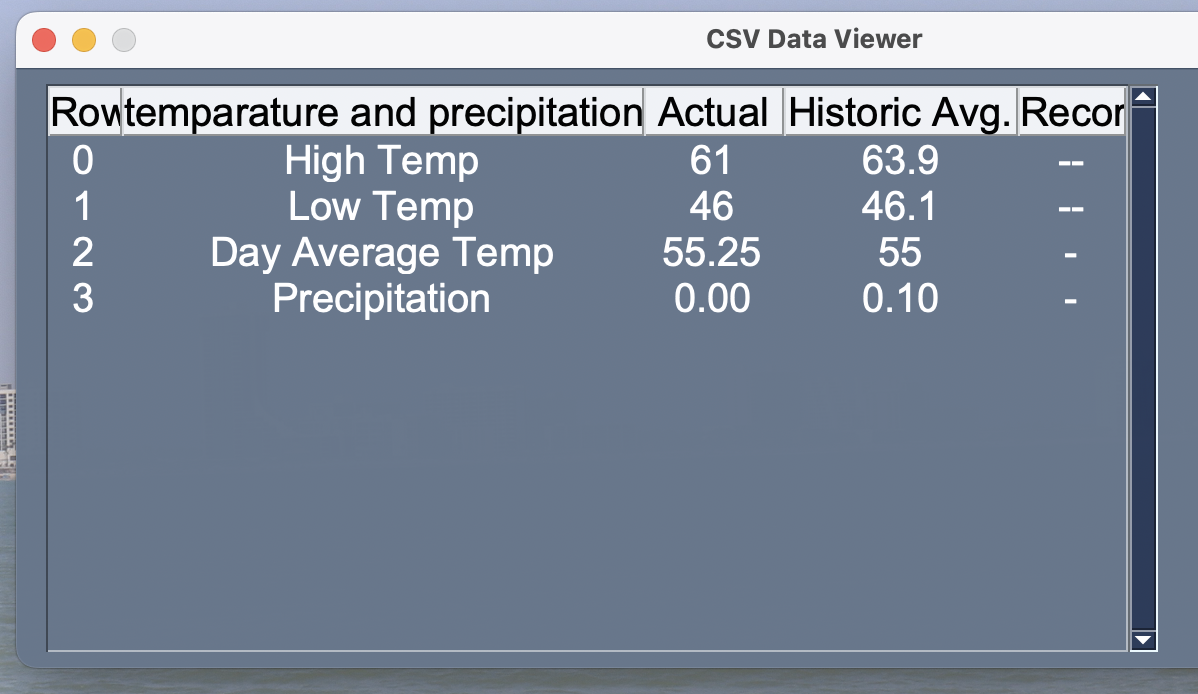 CSV Data Viewer
Row temparature and precipitation Actual Historic Avg. Recor
0 High Temp 61 63.9 --
1 Low Temp 46 46.1 --
2 Day Average Temp 55.25 55 -
3 Precipitation 0.00 0.10 -